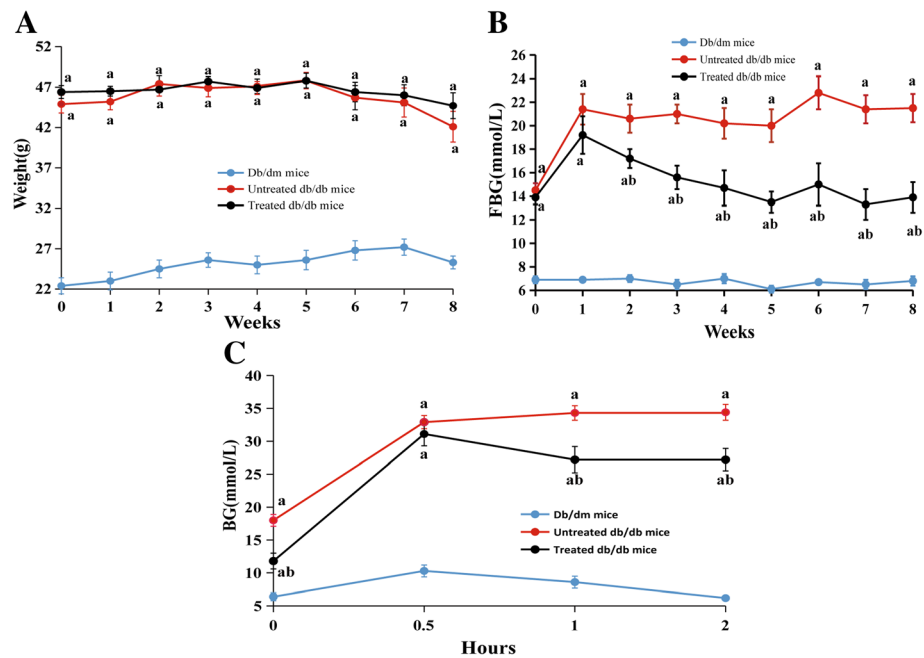 A
52
47
42
37
32
27
22
Weight(g)
a a a a a a a a a
a a a a a a a a a
Db/dm mice
Untreated db/db mice
Treated db/db mice
0 1 2 3 4 5 6 7 8
Weeks
B
26
24
22
20
18
16
14
12
10
8
6
FBG(mmol/L)
Db/dm mice
Untreated db/db mice
Treated db/db mice
a a a a a a a a a
a a ab ab ab ab ab ab ab
0 1 2 3 4 5 6 7 8
Weeks
C
40
35
30
25
20
15
10
5
BG(mmol/L)
a a a a
ab a ab ab
Db/dm mice
Untreated db/db mice
Treated db/db mice
0 0.5 1 2
Hours